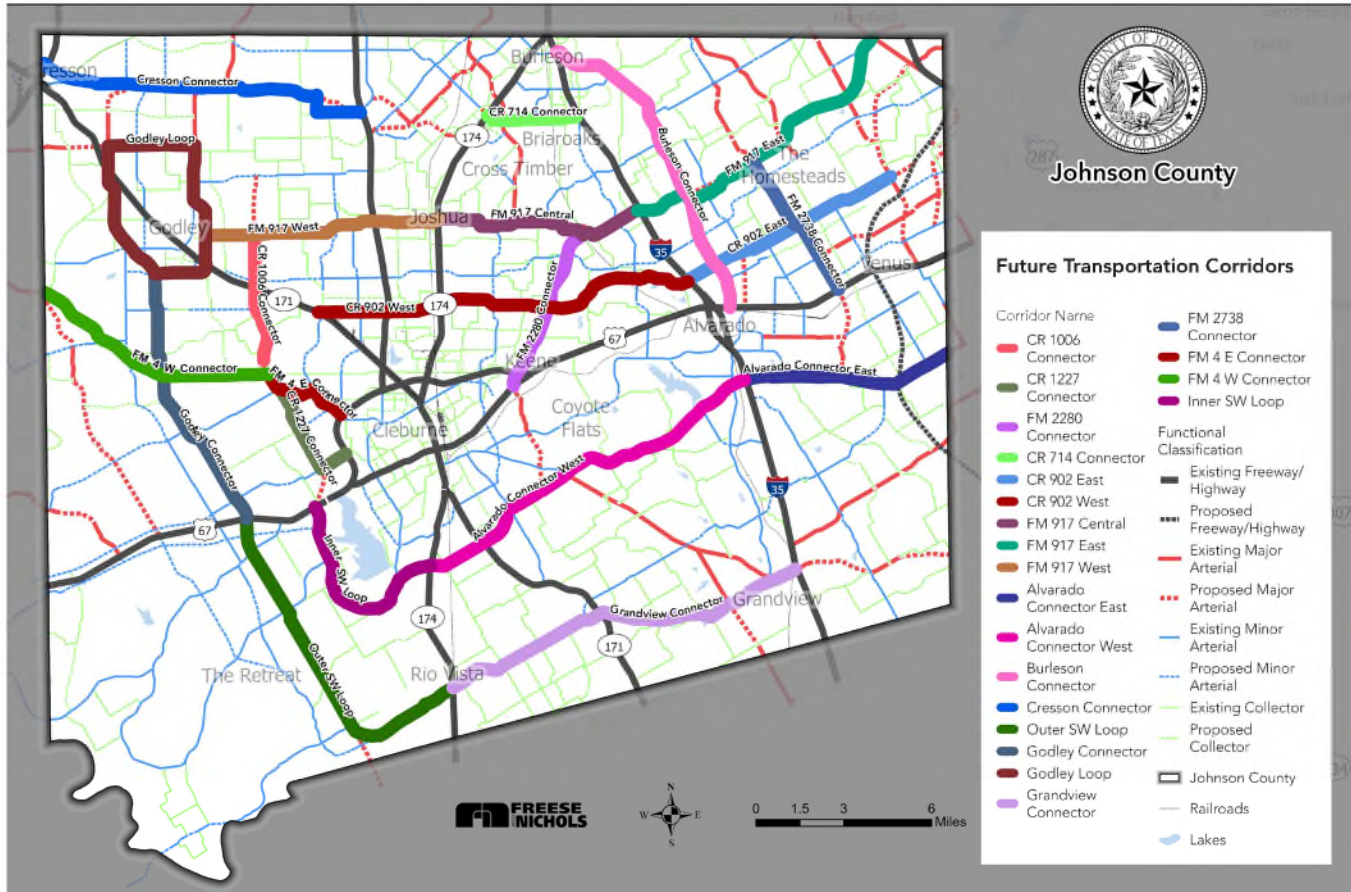 Burleson
Cresson Connector
CR 714 Connector
174
Briaroaks
Godley Loop
Cross Timber
Burleson Connector
FM 917 East
The
Homesteads
Godley
FM 917 West
Joshua
FM 917 Central
35
CR 902 East
FM 2738 Connector
Venus
CR 1006 Connector
171
CR 902 West
174
FM 2280 Connector
67
Alvarado
Keene
FM 4 W Connector
FM 4 E Connector
CR 1227 Connector
Alvarado Connector East
Godley Connector
Cleburne
Coyote
Flats
Alvarado Connector West
35
67
Inner SW Loop
174
Grandview Connector
Grandview
171
The Retreat
Outer SW Loop
Rio Vista
FREESE
AND NICHOLS
N
W E
S
0 1.5 3 6
Miles
COUNTY OF JOHNSON
STATE OF TEXAS
287
Johnson County
Future Transportation Corridors
Corridor Name
CR 1006
Connector
CR 1227
Connector
FM 2280
Connector
CR 714 Connector
CR 902 East
CR 902 West
FM 917 Central
FM 917 East
FM 917 West
Alvarado
Connector East
Alvarado
Connector West
Burleson
Connector
Cresson Connector
Outer SW Loop
Godley Connector
Godley Loop
Grandview
Connector
FM 2738
Connector
FM 4 E Connector
FM 4 W Connector
Inner SW Loop
Functional
Classification
Existing Freeway/
Highway
Proposed
Freeway/Highway
Existing Major
Arterial
Proposed Major
Arterial
Existing Minor
Arterial
Proposed Minor
Arterial
Existing Collector
Proposed
Collector
Johnson County
Railroads
Lakes